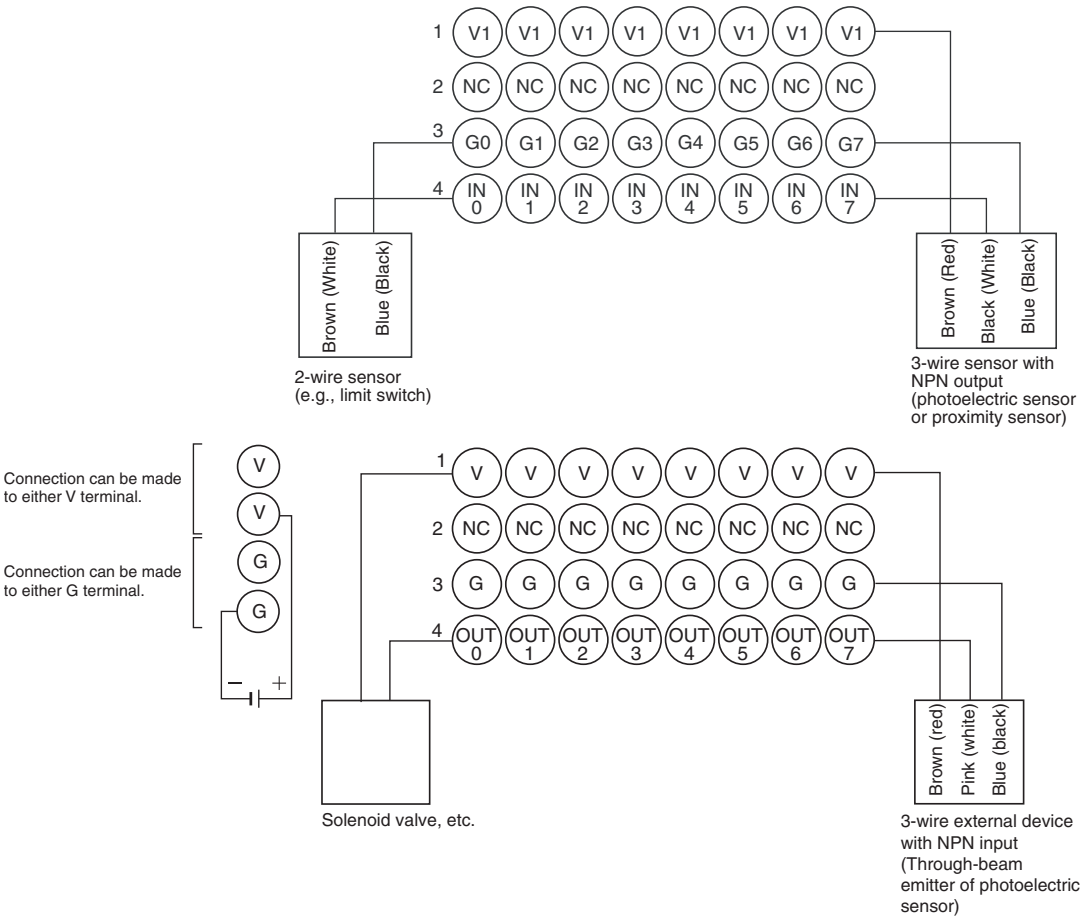 1 V1 V1 V1 V1 V1 V1 V1 V1
2 NC NC NC NC NC NC NC NC
3 G0 G1 G2 G3 G4 G5 G6 G7
4 IN 0 IN 1 IN 2 IN 3 IN 4 IN 5 IN 6 IN 7
Brown (White)
Blue (Black)
2-wire sensor
(e.g., limit switch)
Brown (Red)
Black (White)
Blue (Black)
3-wire sensor with
NPN output
(photoelectric sensor
or proximity sensor)
Connection can be made
to either V terminal.
Connection can be made
to either G terminal.
V
V
G
G
− +
1 V V V V V V V V
2 NC NC NC NC NC NC NC NC
3 G G G G G G G G
4 OUT 0 OUT 1 OUT 2 OUT 3 OUT 4 OUT 5 OUT 6 OUT 7
Solenoid valve, etc.
Brown (red)
Pink (white)
Blue (black)
3-wire external device
with NPN input
(Through-beam
emitter of photoelectric
sensor)